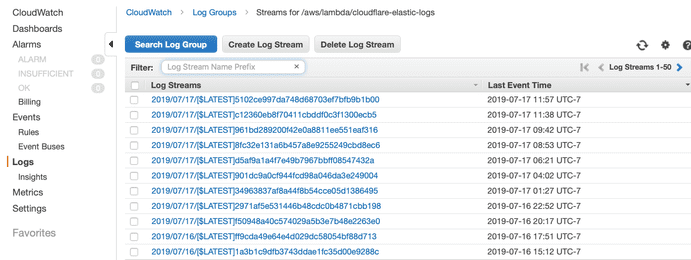 CloudWatch
Dashboards
Alarms
ALARM 0
INSUFFICIENT 0
OK 0
Billing
Events
Rules
Event Buses
Logs
Insights
Metrics
Settings
Favorites
CloudWatch Log Groups Streams for /aws/lambda/cloudflare-elastic-logs
Search Log Group Create Log Stream Delete Log Stream
Filter: Log Stream Name Prefix × Log Streams 1-50
Log Streams Last Event Time
2019/07/17/[$LATEST]5102ce997da748d68703ef7bfb9b1b00 2019-07-17 11:57 UTC-7
2019/07/17/[$LATEST]c12360eb8f70411cbddf0c3f1300ecb5 2019-07-17 11:38 UTC-7
2019/07/17/[$LATEST]961bd289200f42e0a8811ee551eaf316 2019-07-17 09:42 UTC-7
2019/07/17/[$LATEST]8fc32e131a6b457a8e9255249cbd8ec6 2019-07-17 08:53 UTC-7
2019/07/17/[$LATEST]d5af9a1a4f7e49b7967bbff08547432a 2019-07-17 06:21 UTC-7
2019/07/17/[$LATEST]901dc9a0cf944fcd98a046da3e249004 2019-07-17 04:02 UTC-7
2019/07/17/[$LATEST]34963837af8a44f8b54cce05d1386495 2019-07-17 01:27 UTC-7
2019/07/16/[$LATEST]2971af5e531446b48cdc0b4871cbb198 2019-07-16 22:52 UTC-7
2019/07/16/[$LATEST]f50948a40c574029a5b3e7b48e2263e0 2019-07-16 20:17 UTC-7
2019/07/16/[$LATEST]ff9cda49e64e4d029dc58054bf88d713 2019-07-16 17:51 UTC-7
2019/07/16/[$LATEST]1a3b1c9dfb3743ddae1fc35d00e9288c 2019-07-16 15:12 UTC-7